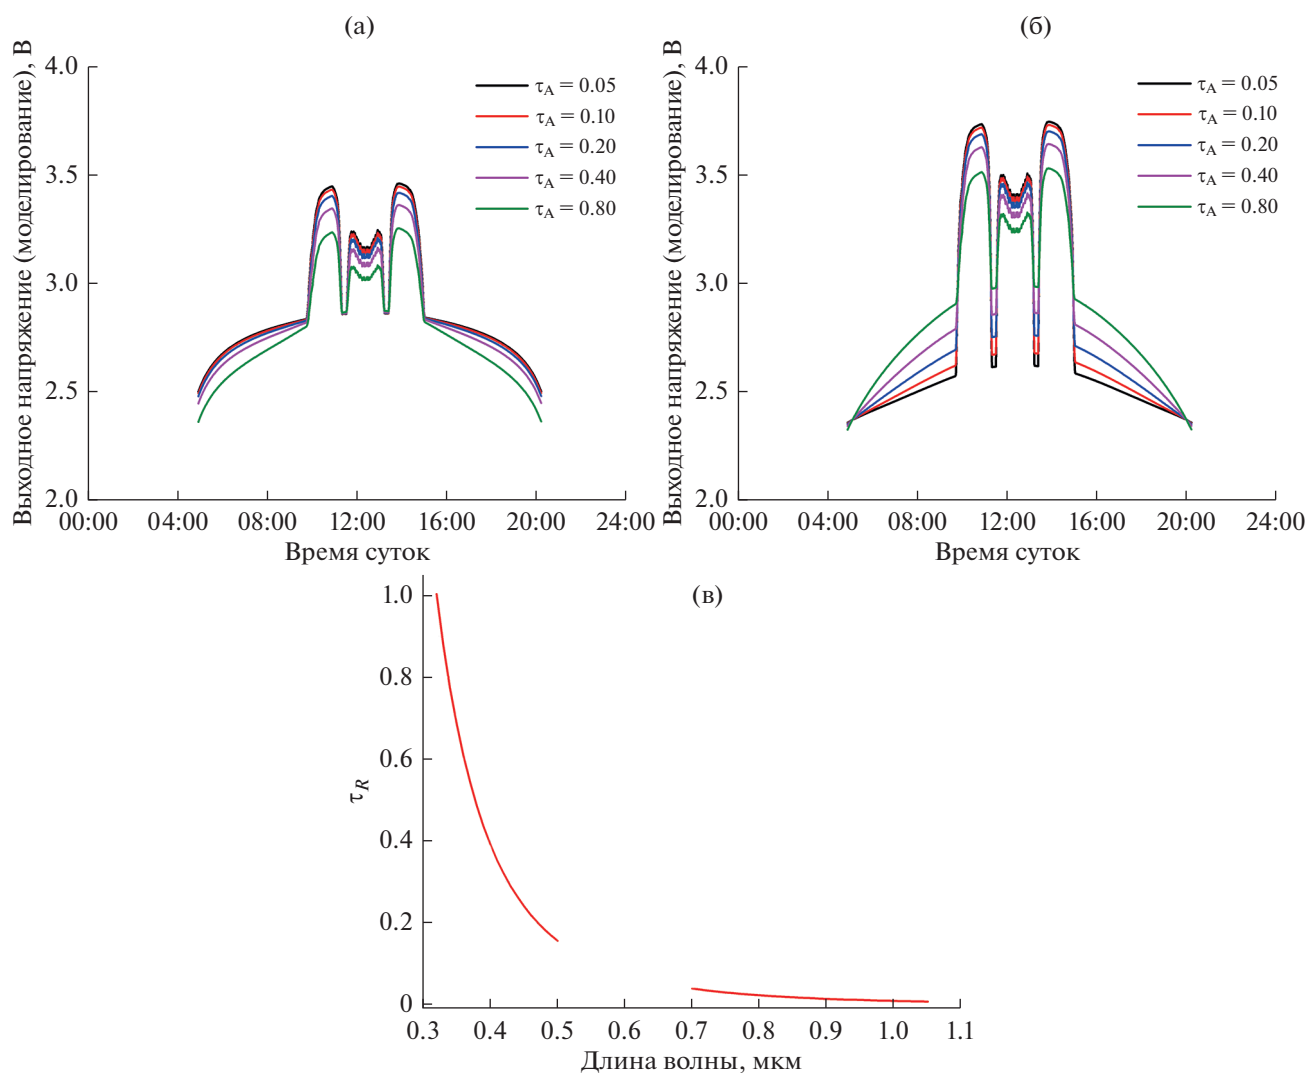 (а)
Выходное напряжение (моделирование), В
4.0
3.5
3.0
2.5
2.0
τA = 0.05
τA = 0.10
τA = 0.20
τA = 0.40
τA = 0.80
00:00 04:00 08:00 12:00 16:00 20:00 24:00
Время суток
(б)
Выходное напряжение (моделирование), В
4.0
3.5
3.0
2.5
2.0
τA = 0.05
τA = 0.10
τA = 0.20
τA = 0.40
τA = 0.80
00:00 04:00 08:00 12:00 16:00 20:00 24:00
Время суток
(в)
τR
1.0
0.8
0.6
0.4
0.2
0
0.3 0.4 0.5 0.6 0.7 0.8 0.9 1.0 1.1
Длина волны, мкм